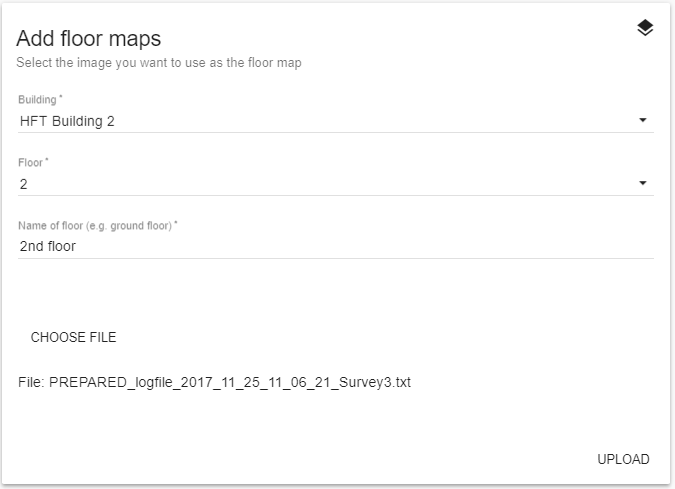 Add floor maps
Select the image you want to use as the floor map
Building *
HFT Building 2
Floor *
2
Name of floor (e.g. ground floor) *
2nd floor
CHOOSE FILE
File: PREPARED_logfile_2017_11_25_11_06_21_Survey3.txt
UPLOAD